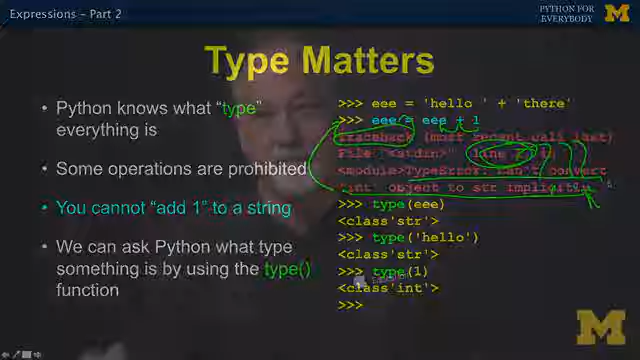 Expressions – Part 2
PYTHON FOR
EVERYBODY
Type Matters
• Python knows what “type”
everything is
• Some operations are prohibited
• You cannot “add 1” to a string
• We can ask Python what type
something is by using the type()
function
>>> eee = 'hello ' + 'there'
>>> eee = eee + 1
Traceback (most recent call last)
File "<stdin>" line
<module>TypeError: Can't convert
'int' object to str implicitly
>>> type(eee)
<class'str'>
>>> type('hello')
<class'str'>
>>> type(1)
<class'int'>
>>>